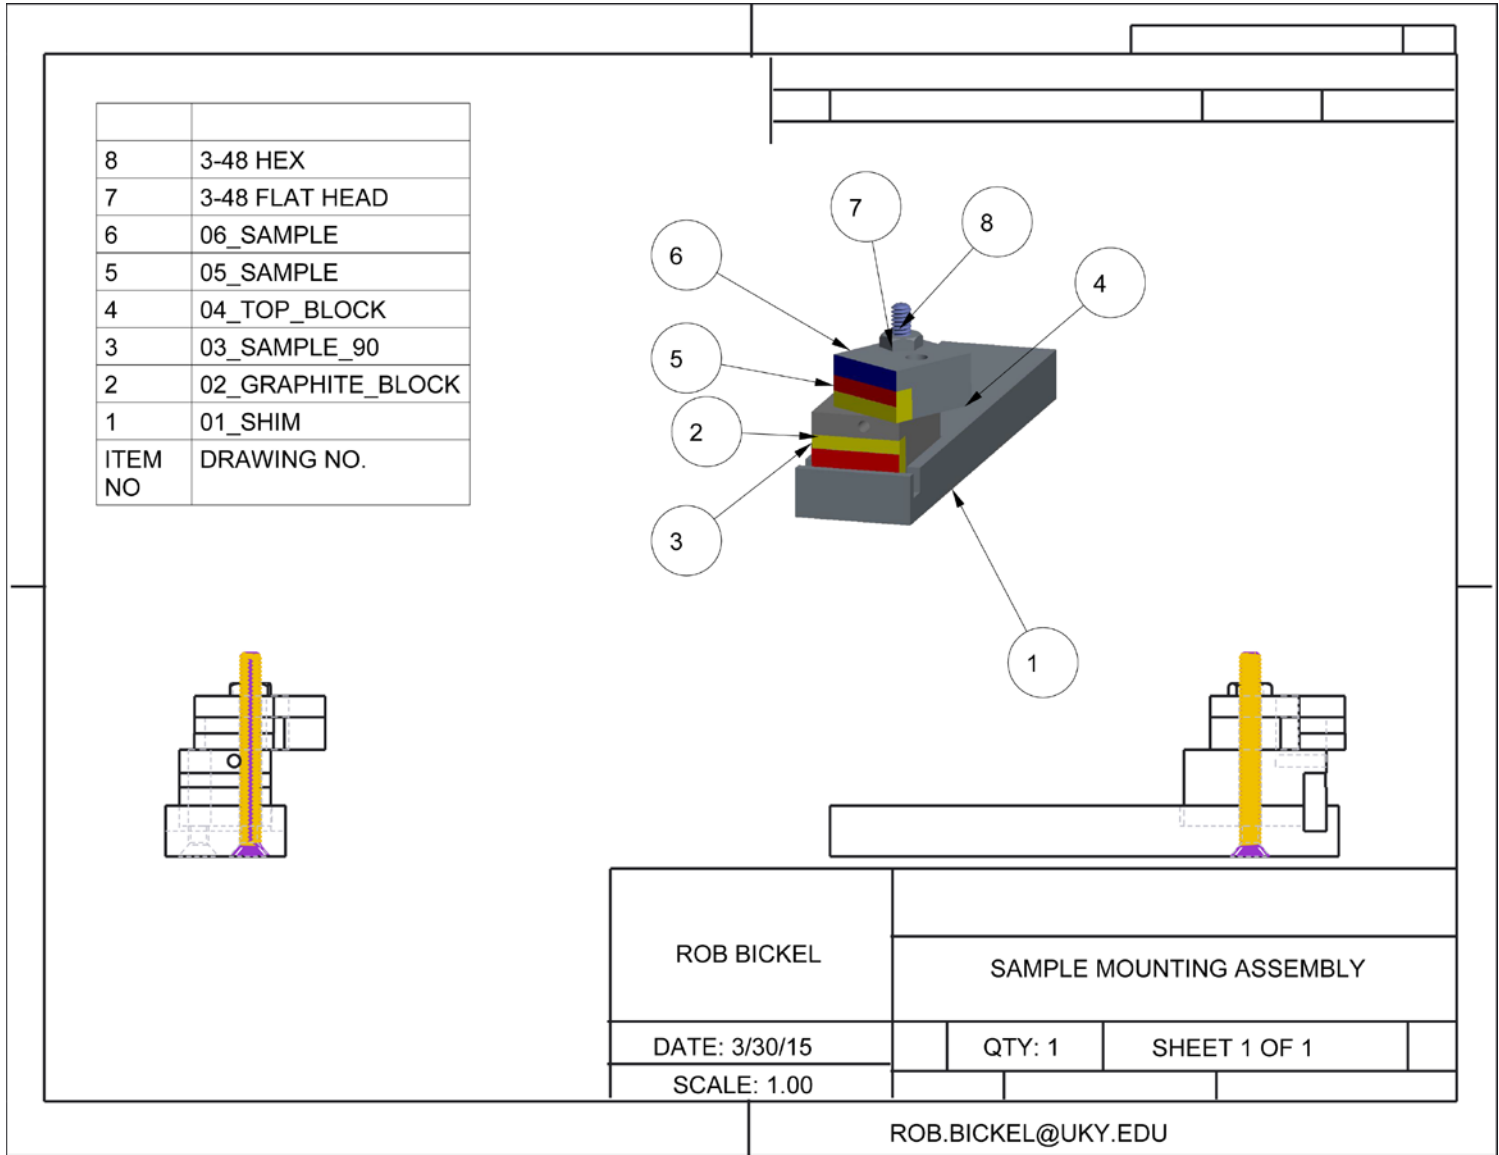 8 3-48 HEX
7 3-48 FLAT HEAD
6 06_SAMPLE
5 05_SAMPLE
4 04_TOP_BLOCK
3 03_SAMPLE_90
2 02_GRAPHITE_BLOCK
1 01_SHIM
ITEM DRAWING NO.
NO
7
8
6
4
5
2
3
1
ROB BICKEL
SAMPLE MOUNTING ASSEMBLY
DATE: 3/30/15
QTY: 1
SHEET 1 OF 1
SCALE: 1.00
ROB.BICKEL@UKY.EDU